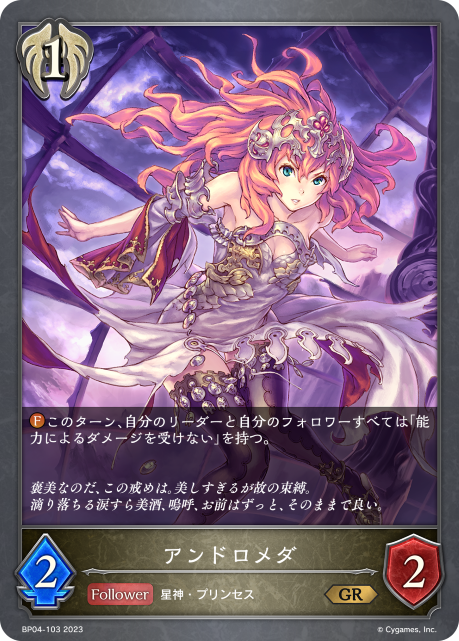 1
Fこのターン、自分のリーダーと自分のフォロワーすべては「能
力によるダメージを受けない」を持つ。
褒美なのだ、この戒めは。美しすぎるが故の束縛。
滴り落ちる涙すら美酒、嗚呼、お前はずっと、そのままで良い。
アンドロメダ
2
Follower 星神・プリンセス GR
2
BP04-103 2023 © Cygames, Inc.